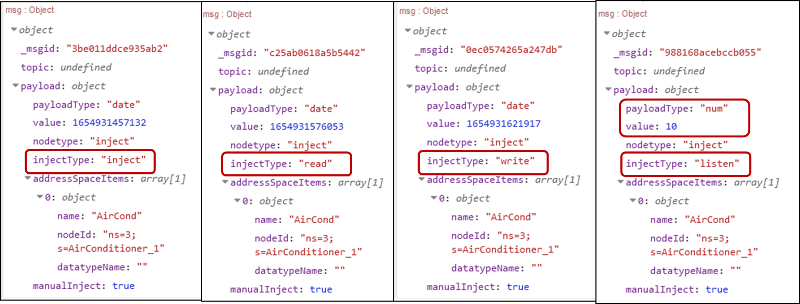 msg : Object
object
_msgid: "3be011ddce935ab2"
topic: undefined
payload: object
payloadType: "date"
value: 1654931457132
nodetype: "inject"
injectType: "inject"
addressSpaceItems: array[1]
0: object
name: "AirCond"
nodeId: "ns=3;
s=AirConditioner_1"
datatypeName: ""
manualInject: true
msg : Object
object
_msgid: "c25ab0618a5b5442"
topic: undefined
payload: object
payloadType: "date"
value: 1654931576053
nodetype: "inject"
injectType: "read"
addressSpaceItems: array[1]
0: object
name: "AirCond"
nodeId: "ns=3;
s=AirConditioner_1"
datatypeName: ""
manualInject: true
msg : Object
object
_msgid: "0ec0574265a247db"
topic: undefined
payload: object
payloadType: "date"
value: 1654931621917
nodetype: "inject"
injectType: "write"
addressSpaceItems: array[1]
0: object
name: "AirCond"
nodeId: "ns=3;
s=AirConditioner_1"
datatypeName: ""
manualInject: true
msg : Object
object
_msgid: "988168acebccb055"
topic: undefined
payload: object
payloadType: "num"
value: 10
nodetype: "inject"
injectType: "listen"
addressSpaceItems: array[1]
0: object
name: "AirCond"
nodeId: "ns=3;
s=AirConditioner_1"
datatypeName: ""
manualInject: true